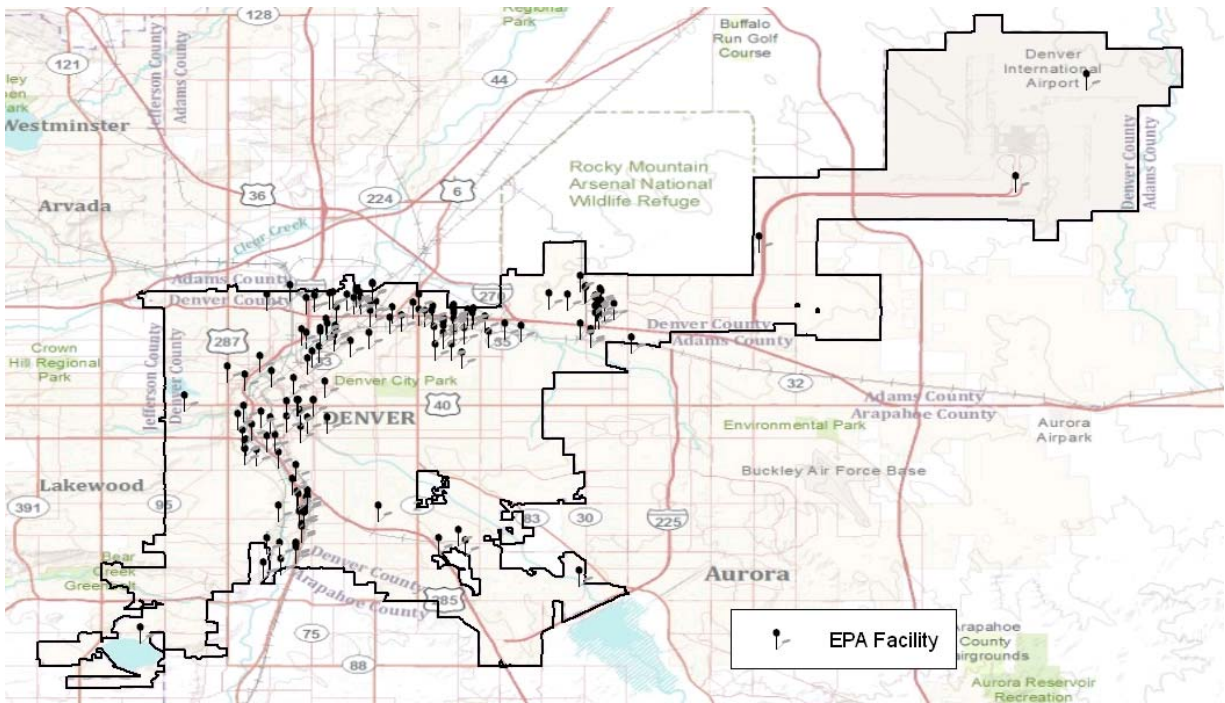 128
Regional
Park
Buffalo
Run Golf
Course
121
44
Jefferson County
Adams County
Denver
International
Airport
Westminster
Rocky Mountain
Arsenal National
Wildlife Refuge
Denver County
Adams County
36
224
6
Arvada
Clear Creek
Adams County
Denver County
270
Denver County
Adams County
287
Crown
Hill Regional
Park
Jefferson County
Denver County
Denver City Park
32
40
DENVER
Adams County
Arapahoe County
Environmental Park
Aurora
Airpark
Buckley Air Force Base
Lakewood
95
391
83
30
225
Bear
Creek
Denver County
Arapahoe County
Aurora
285
75
88
EPA Facility
Arapahoe
County
Aurora Reservoir
Recreation